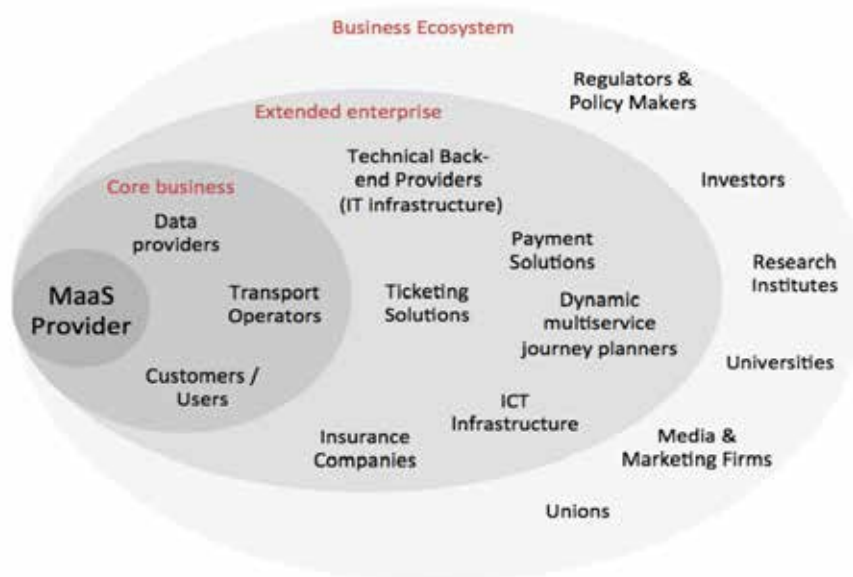 Business Ecosystem
Regulators &
Policy Makers
Extended enterprise
Technical Back-
end Providers
(IT infrastructure)
Investors
Core business
Data
providers
Payment
Solutions
Research
Institutes
MaaS
Provider
Transport
Operators
Ticketing
Solutions
Dynamic
multiservice
journey planners
Universities
Customers /
Users
ICT
Infrastructure
Insurance
Companies
Media &
Marketing Firms
Unions